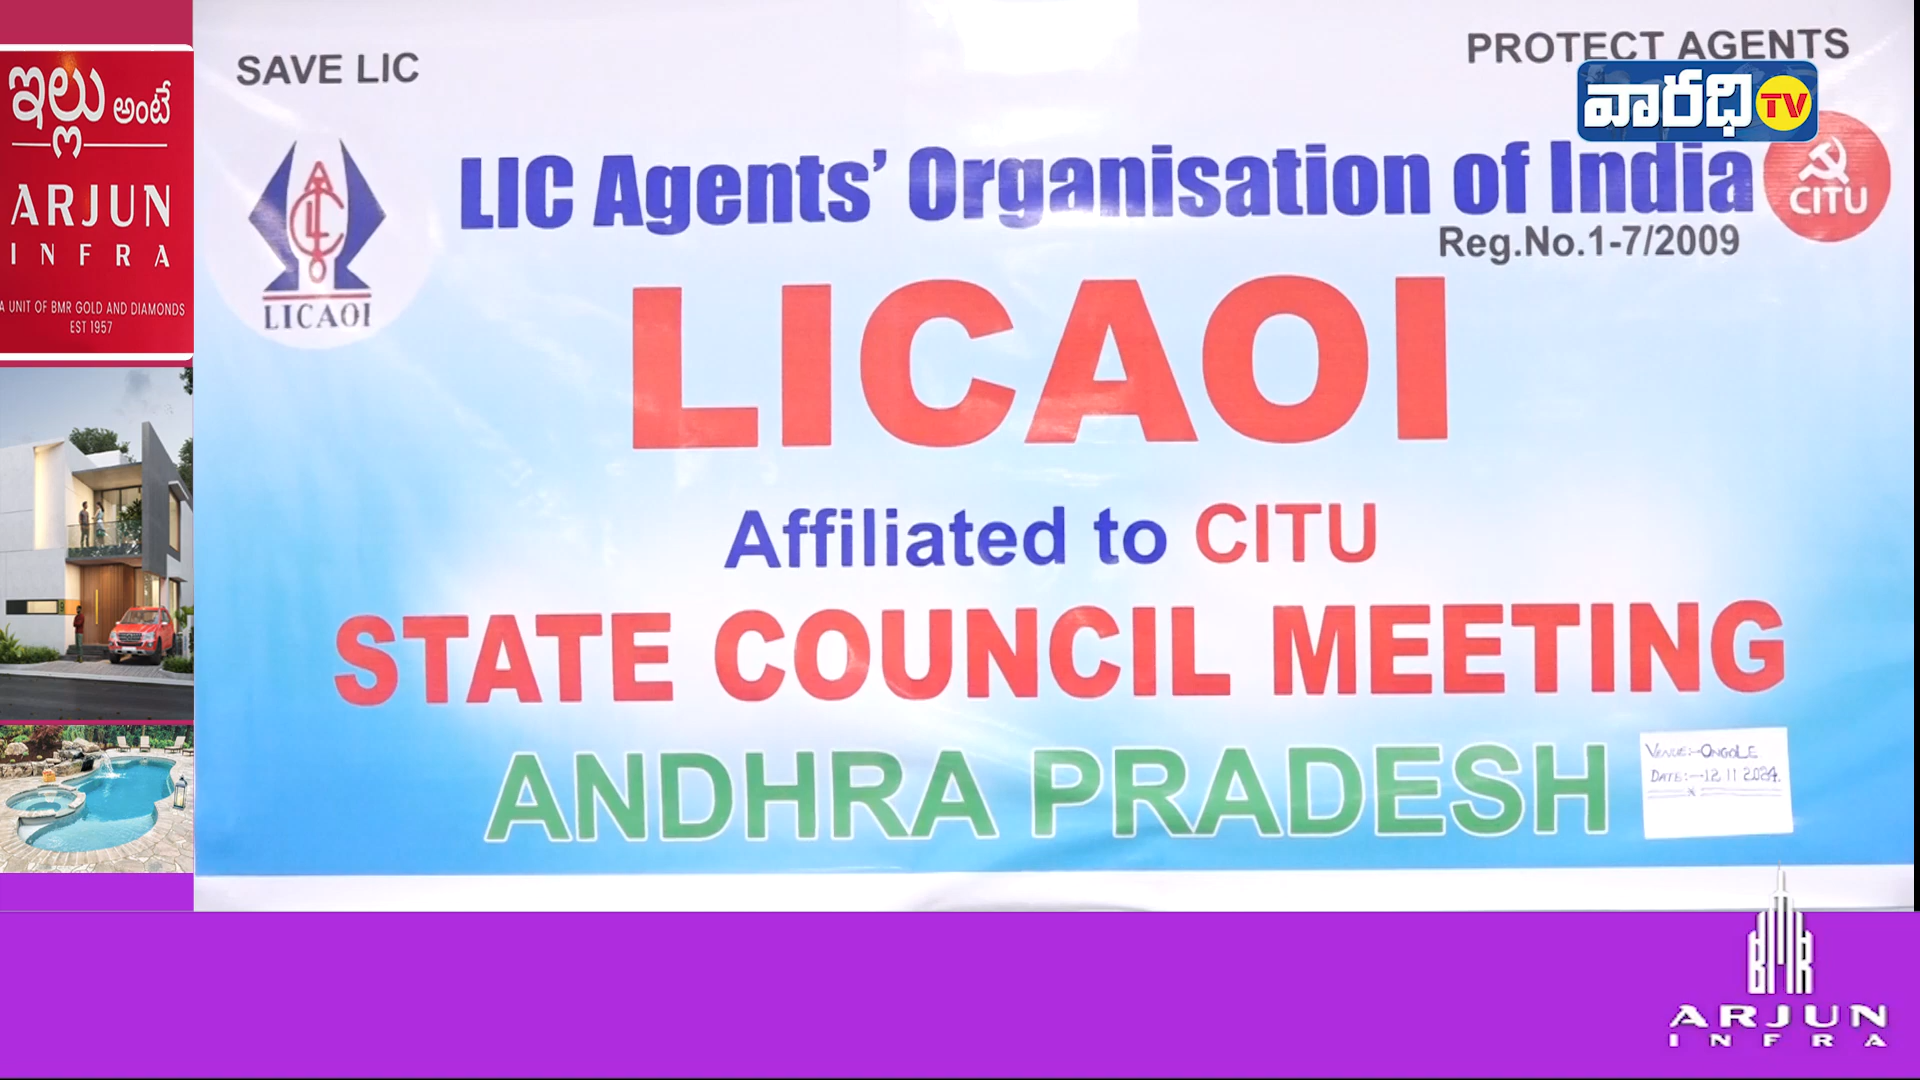 SAVE LIC
PROTECT AGENTS
వారధి TV
LIC Agents' Organisation of India
CITU
Reg.No.1-7/2009
LICAOI
LICAOI
Affiliated to CITU
STATE COUNCIL MEETING
ANDHRA PRADESH
VENUE:-ONGOLE
DATE:-12 11 2024.
ఇల్లు అంటే
ARJUN
INFRA
A UNIT OF BMR GOLD AND DIAMONDS
EST 1957
BMR
ARJUN
INFRA